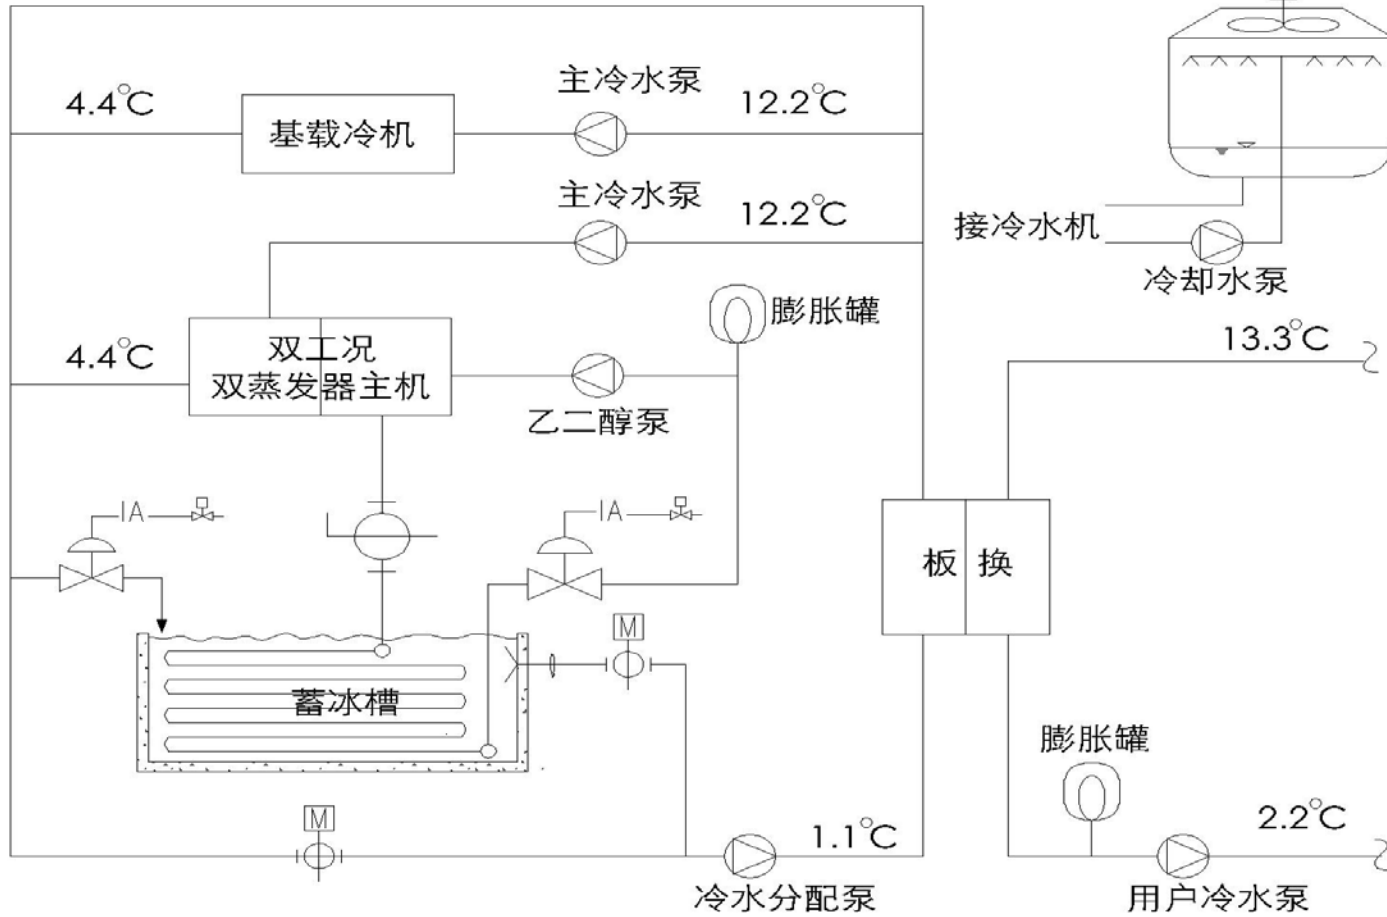 主冷水泵
4.4°C
12.2°C
基载冷机
主冷水泵
12.2°C
接冷水机
冷却水泵
膨胀罐
13.3°C
4.4°C
双工况
双蒸发器主机
乙二醇泵
IA
IA
板换
M
蓄冰槽
膨胀罐
M
1.1°C
2.2°C
冷水分配泵
用户冷水泵